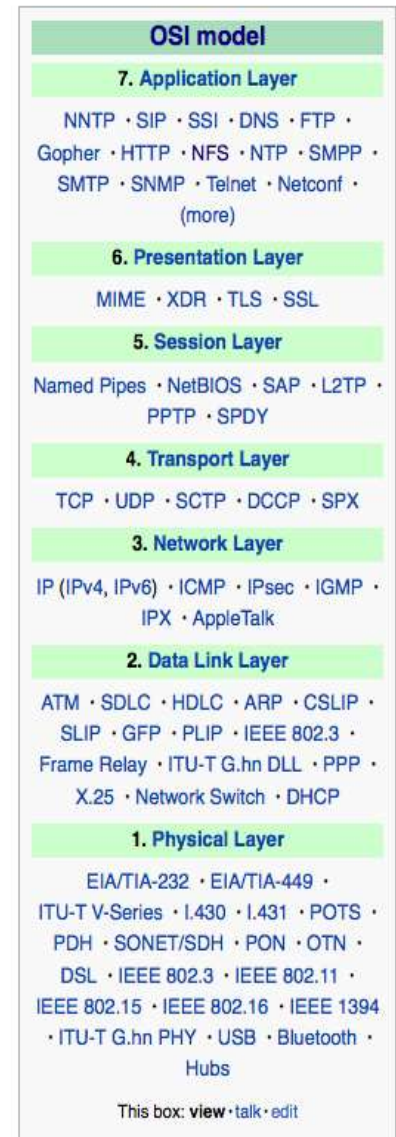 OSI model
7. Application Layer
NNTP · SIP · SSI · DNS · FTP ·
Gopher · HTTP · NFS · NTP · SMPP ·
SMTP · SNMP · Telnet · Netconf ·
(more)
6. Presentation Layer
MIME · XDR · TLS · SSL
5. Session Layer
Named Pipes · NetBIOS · SAP · L2TP ·
PPTP · SPDY
4. Transport Layer
TCP · UDP · SCTP · DCCP · SPX
3. Network Layer
IP (IPv4, IPv6) · ICMP · IPsec · IGMP ·
IPX · AppleTalk
2. Data Link Layer
ATM · SDLC · HDLC · ARP · CSLIP ·
SLIP · GFP · PLIP · IEEE 802.3 ·
Frame Relay · ITU-T G.hn DLL · PPP ·
X.25 · Network Switch · DHCP
1. Physical Layer
EIA/TIA-232 · EIA/TIA-449 ·
ITU-T V-Series · I.430 · I.431 · POTS ·
PDH · SONET/SDH · PON · OTN ·
DSL · IEEE 802.3 · IEEE 802.11 ·
IEEE 802.15 · IEEE 802.16 · IEEE 1394
· ITU-T G.hn PHY · USB · Bluetooth ·
Hubs
This box: view · talk · edit